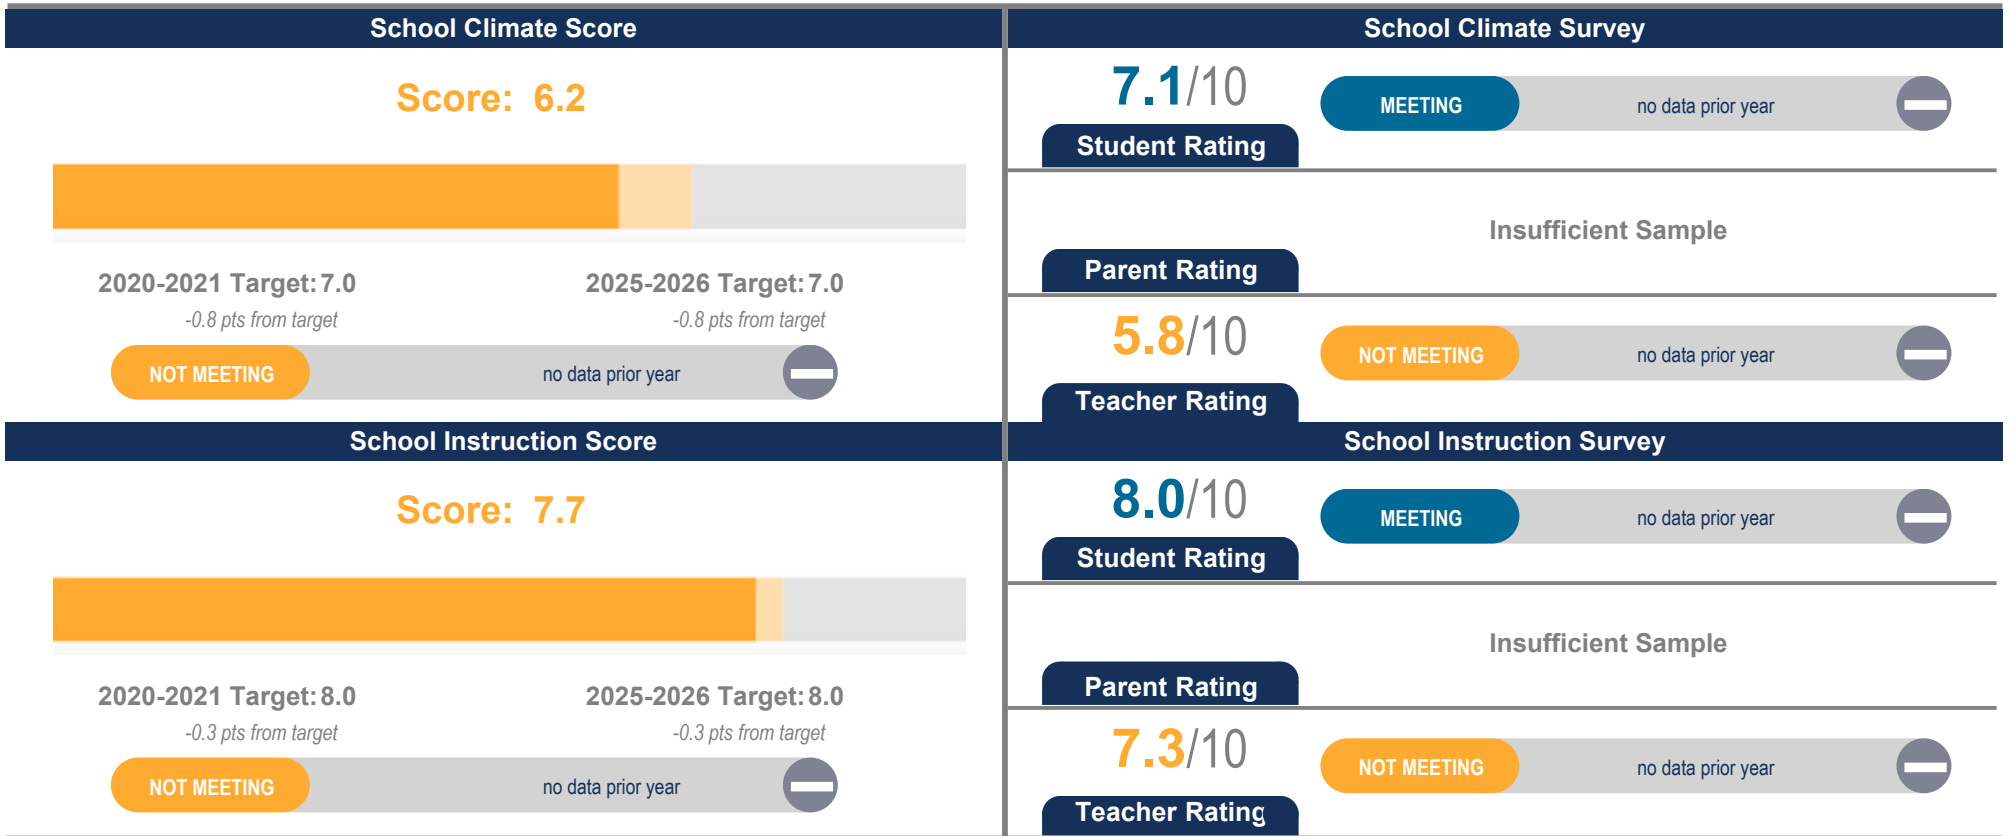 School Climate Score
Score: 6.2
2020-2021 Target: 7.0
2025-2026 Target: 7.0
-0.8 pts from target
-0.8 pts from target
NOT MEETING
no data prior year
School Climate Survey
7.1/10
MEETING
no data prior year
Student Rating
Insufficient Sample
Parent Rating
5.8/10
NOT MEETING
no data prior year
Teacher Rating
School Instruction Score
Score: 7.7
2020-2021 Target: 8.0
2025-2026 Target: 8.0
-0.3 pts from target
-0.3 pts from target
NOT MEETING
no data prior year
School Instruction Survey
8.0/10
MEETING
no data prior year
Student Rating
Insufficient Sample
Parent Rating
7.3/10
NOT MEETING
no data prior year
Teacher Rating